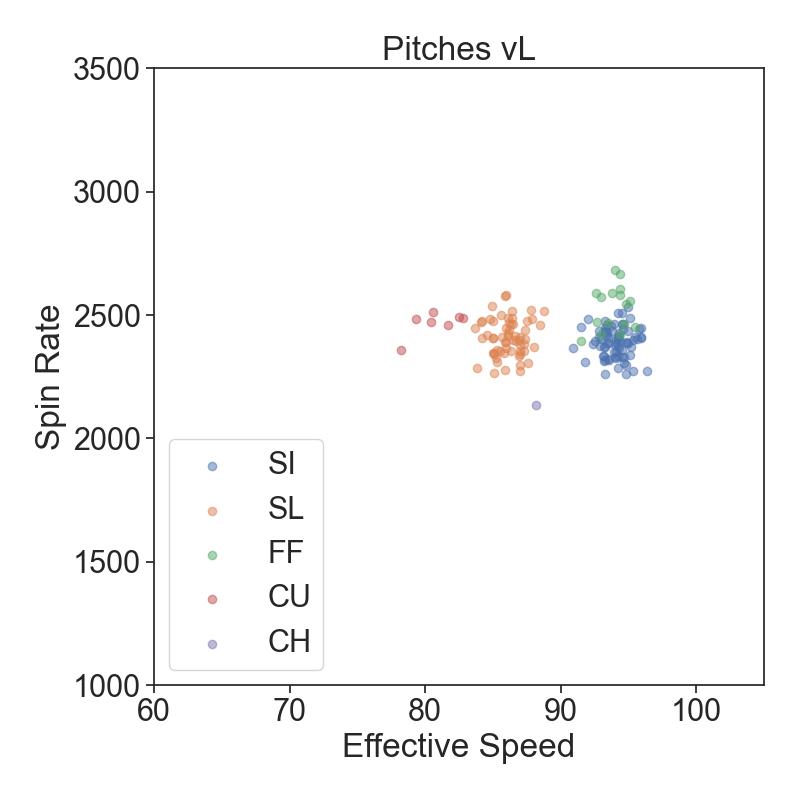 Pitches vL
3500
3000
2500
2000
1500
1000
Spin Rate
SI
SL
FF
CU
CH
60 70 80 90 100
Effective Speed